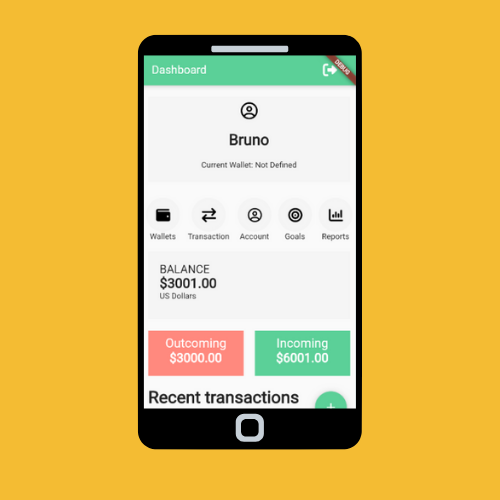 Dashboard
DEBUG
Bruno
Current Wallet: Not Defined
Wallets Transaction Account Goals Reports
BALANCE
$3001.00
US Dollars
Outcoming Incoming
$3000.00 $6001.00
Recent transactions
+